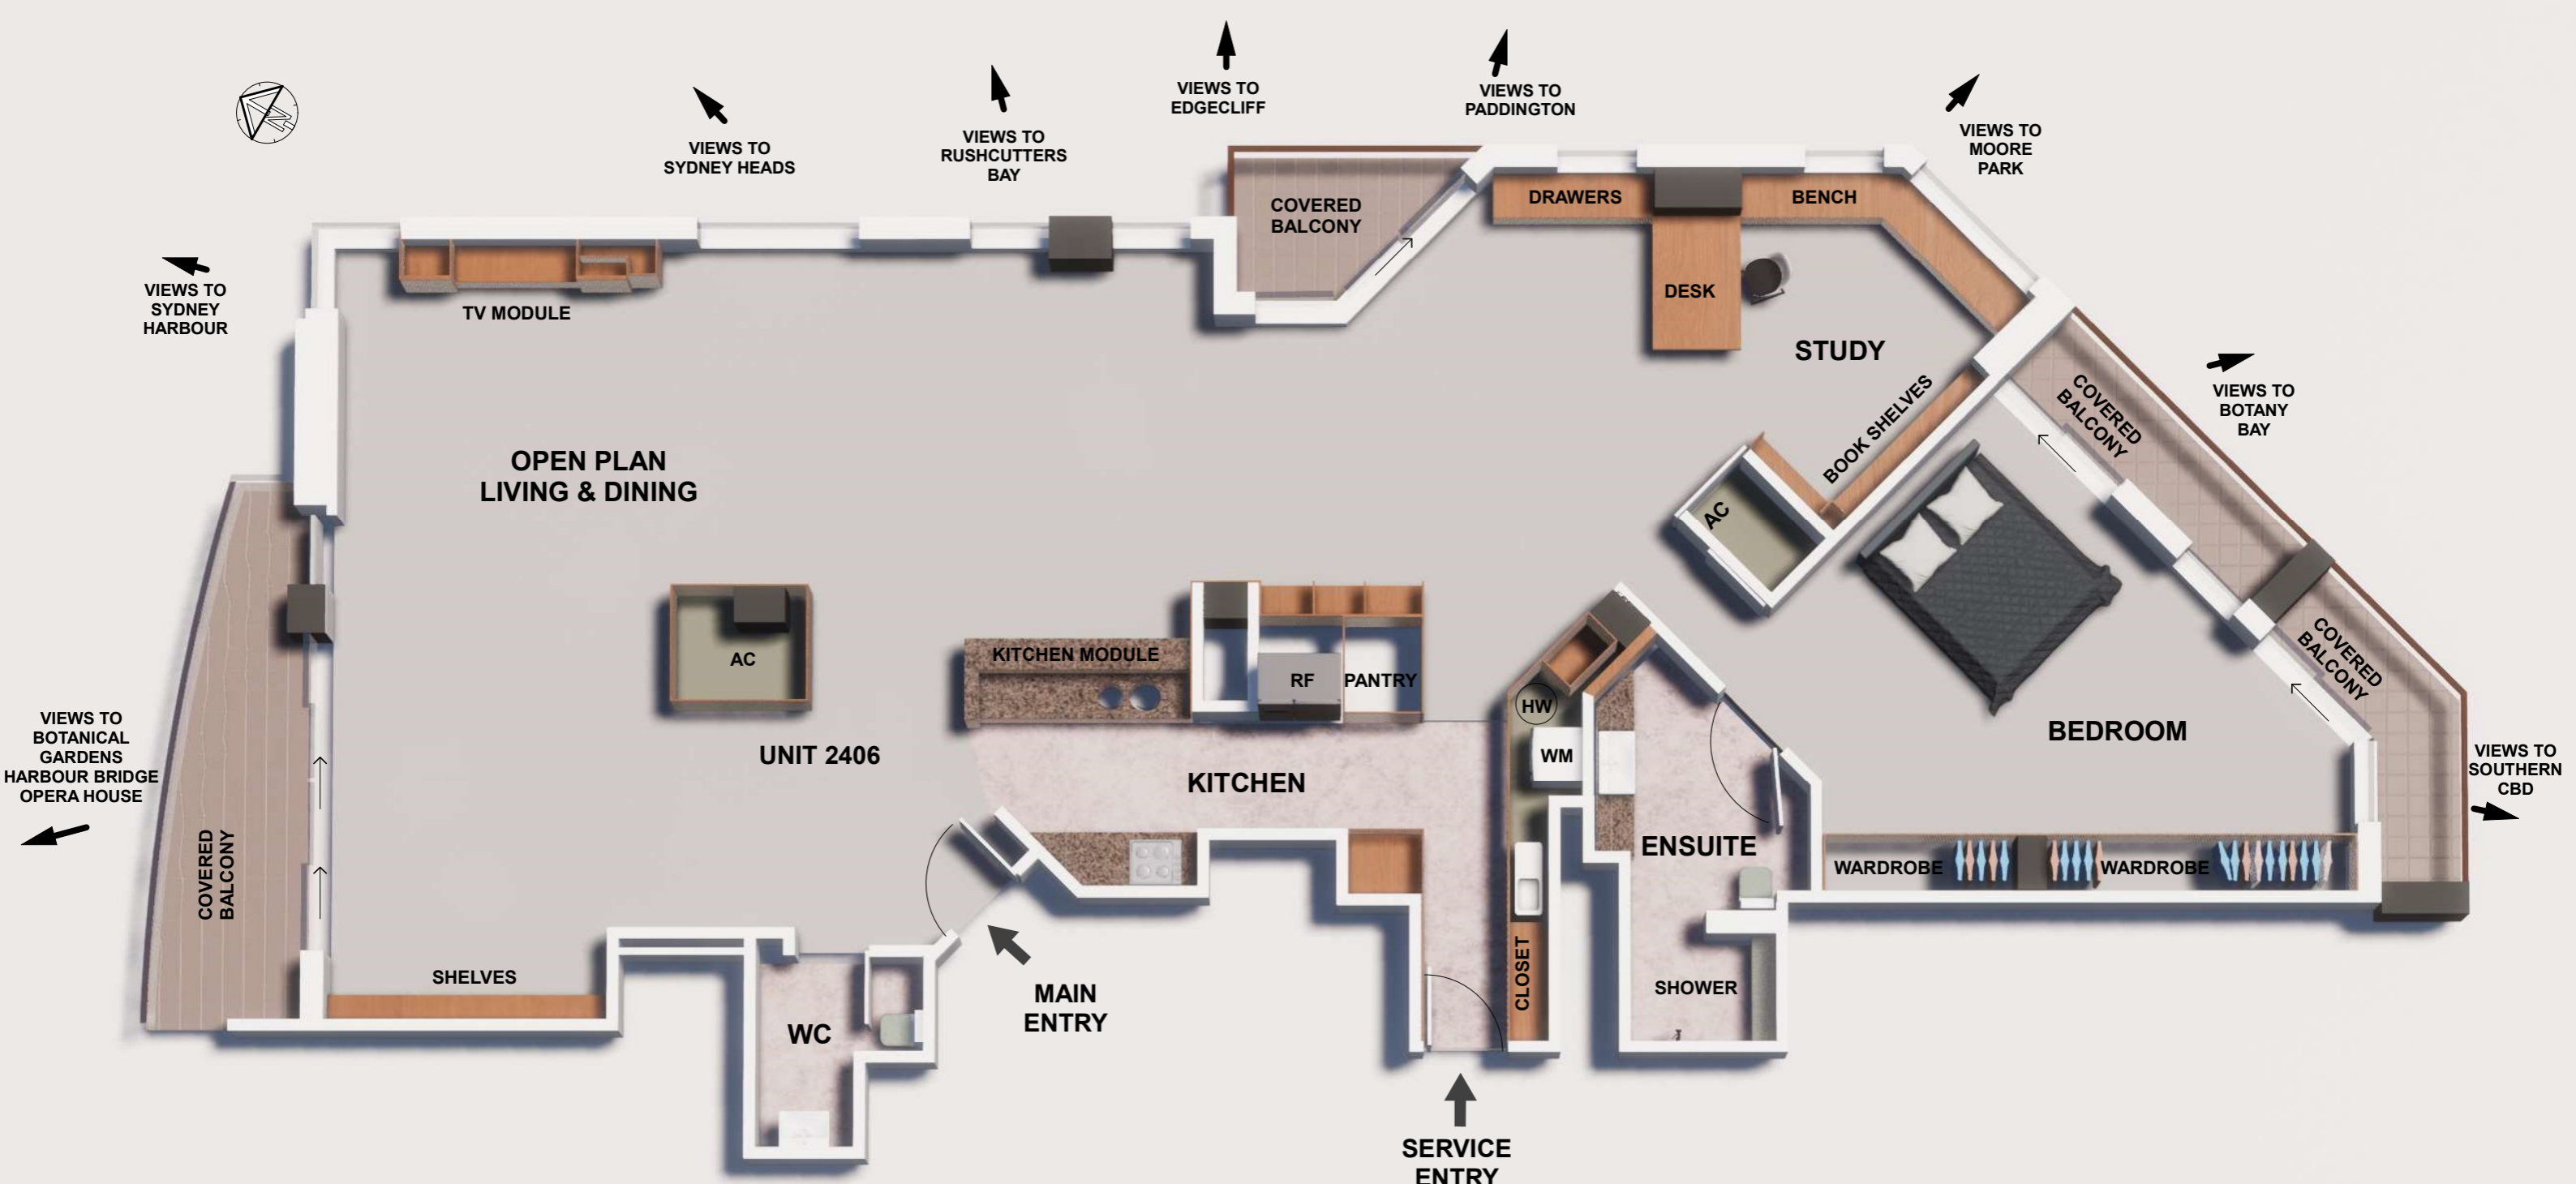 VIEWS TO
EDGECLIFF
VIEWS TO
PADDINGTON
VIEWS TO
SYDNEY HEADS
VIEWS TO
RUSHCUTTERS
BAY
VIEWS TO
MOORE
PARK
N
COVERED
BALCONY
DRAWERS
BENCH
VIEWS TO
SYDNEY
HARBOUR
TV MODULE
DESK
STUDY
COVERED
BALCONY
VIEWS TO
BOTANY
BAY
BOOK SHELVES
OPEN PLAN
LIVING & DINING
AC
AC
KITCHEN MODULE
RF
PANTRY
HW
COVERED
BALCONY
VIEWS TO
BOTANICAL
GARDENS
HARBOUR BRIDGE
OPERA HOUSE
UNIT 2406
KITCHEN
WM
BEDROOM
VIEWS TO
SOUTHERN
CBD
COVERED
BALCONY
ENSUITE
WARDROBE
WARDROBE
SHELVES
CLOSET
SHOWER
MAIN
ENTRY
WC
SERVICE
ENTRY